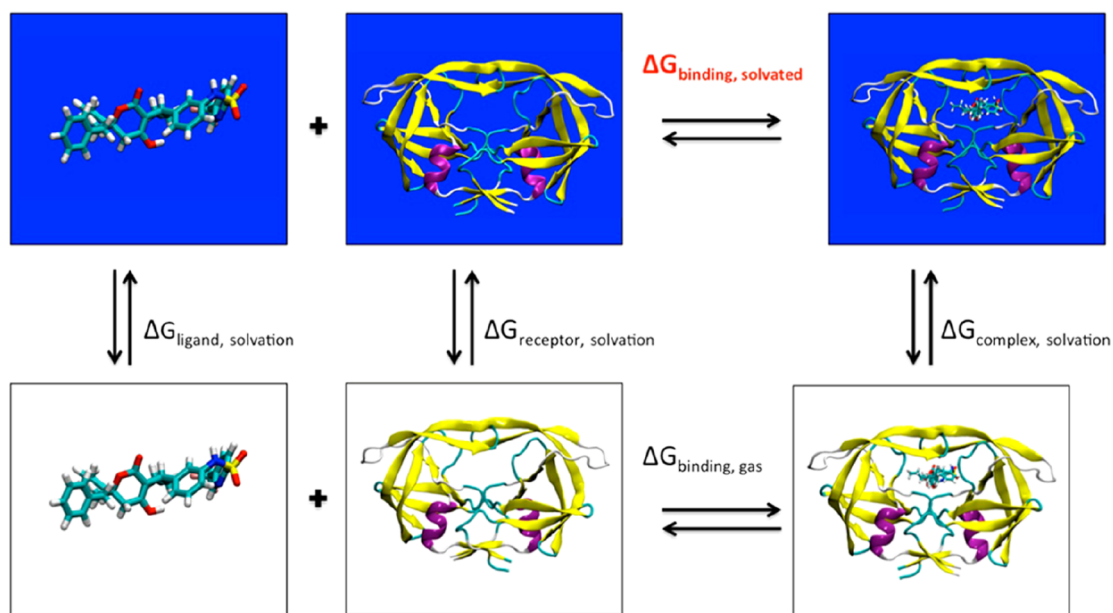 ΔGbinding, solvated
+
ΔGligand, solvation
ΔGreceptor, solvation
ΔGcomplex, solvation
+
ΔGbinding, gas